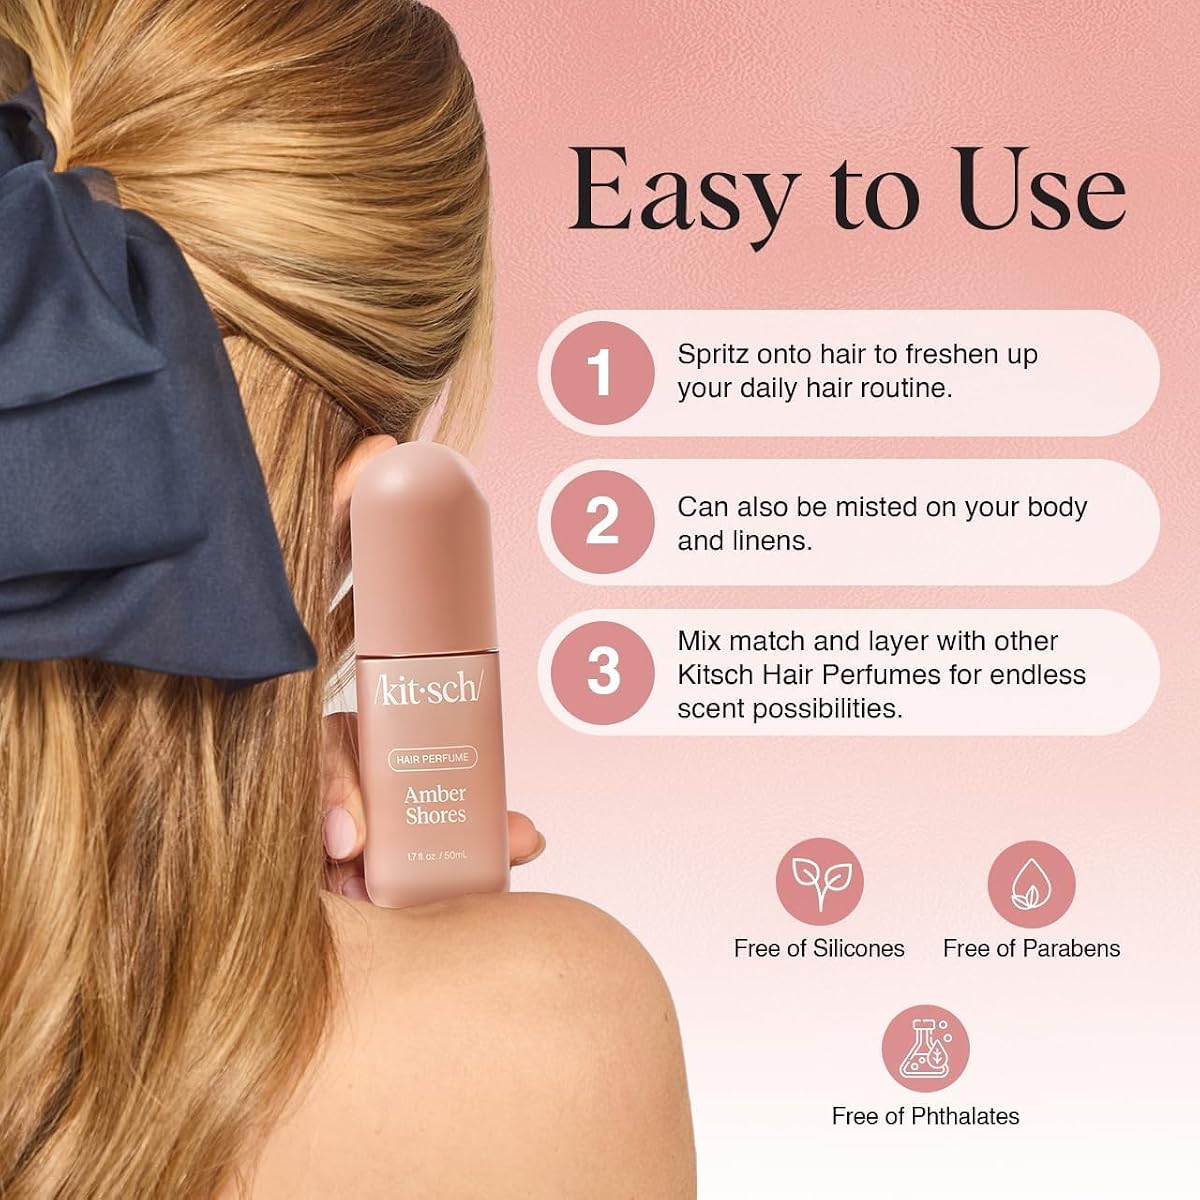 Easy to Use
1
Spritz onto hair to freshen up
your daily hair routine.
2
Can also be misted on your body
and linens.
3
Mix match and layer with other
Kitsch Hair Perfumes for endless
scent possibilities.
/kit·sch/
HAIR PERFUME
Amber
Shores
1.7 fl. oz. / 50mL
Free of Silicones
Free of Parabens
Free of Phthalates